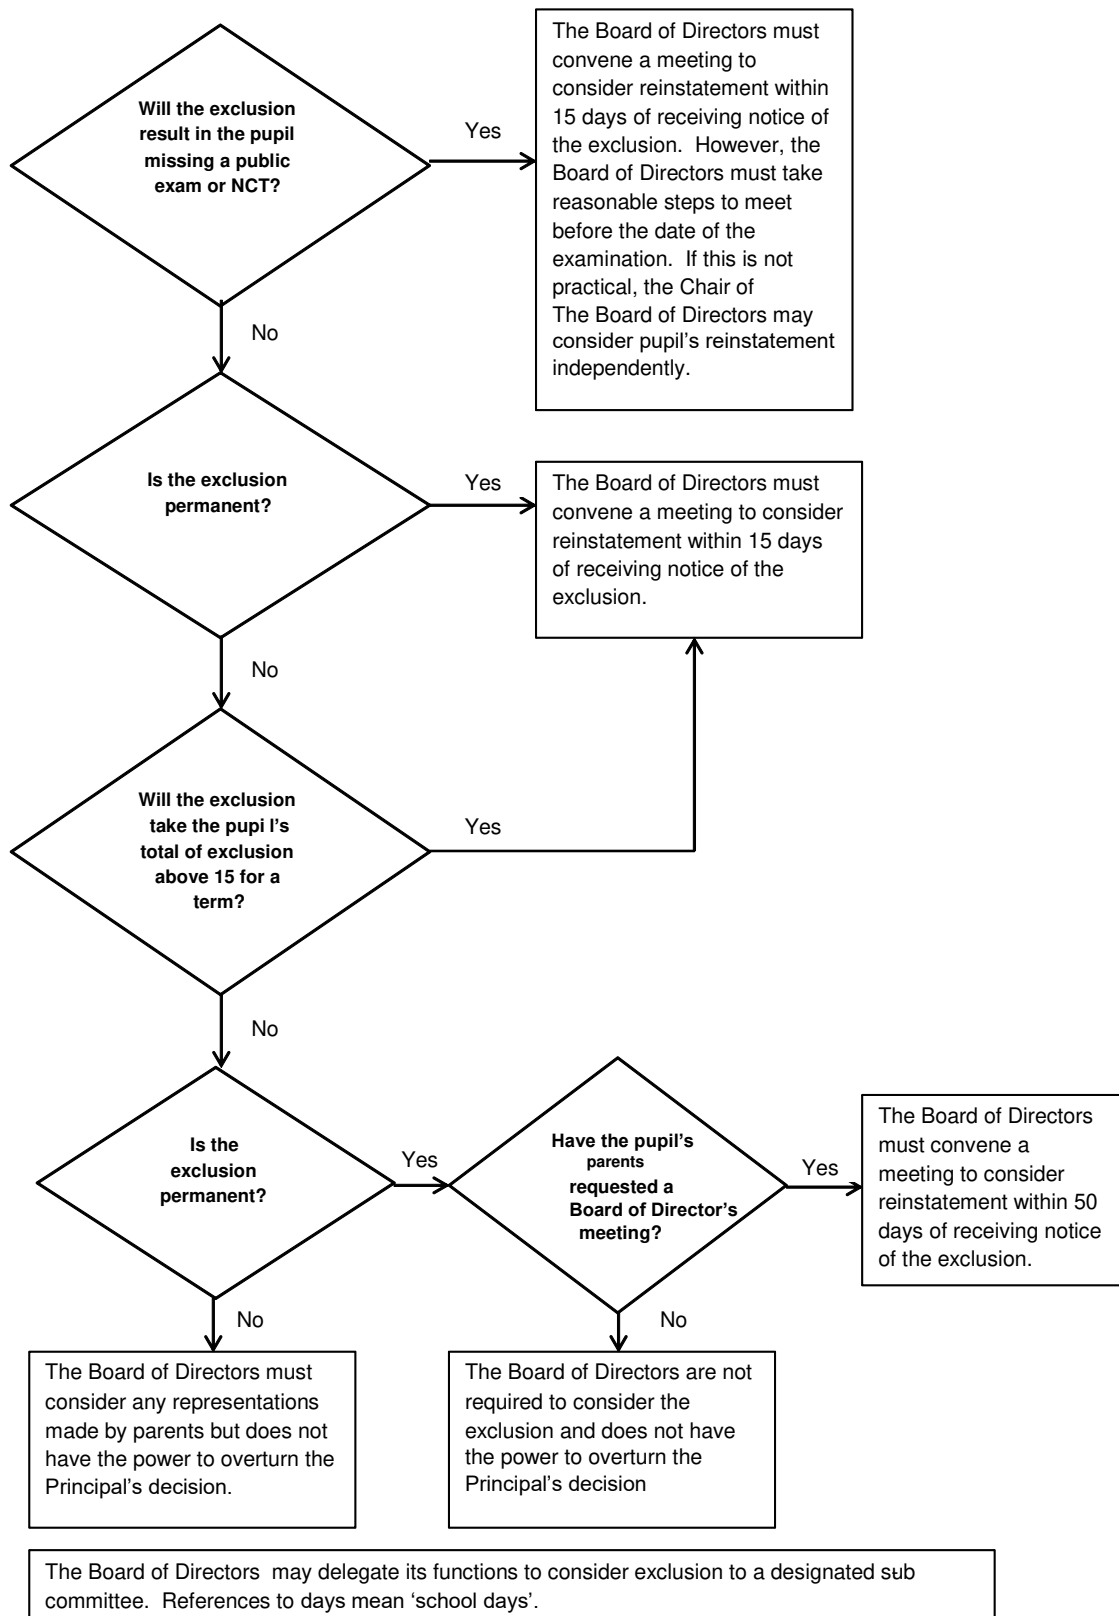 Will the exclusion
result in the pupil
missing a public
exam or NCT?
Yes
The Board of Directors must
convene a meeting to
consider reinstatement within
15 days of receiving notice of
the exclusion. However, the
Board of Directors must take
reasonable steps to meet
before the date of the
examination. If this is not
practical, the Chair of
The Board of Directors may
consider pupil's reinstatement
independently.
No
Is the exclusion
permanent?
Yes
The Board of Directors must
convene a meeting to consider
reinstatement within 15 days
of receiving notice of the
exclusion.
No
Will the exclusion
take the pupi l's
total of exclusion
above 15 for a
term?
Yes
No
Is the
exclusion
permanent?
Yes
Have the pupil's
parents
requested a
Board of Director's
meeting?
Yes
The Board of Directors
must convene a
meeting to consider
reinstatement within 50
days of receiving notice
of the exclusion.
No
No
The Board of Directors must
consider any representations
made by parents but does not
have the power to overturn the
Principal's decision.
The Board of Directors are not
required to consider the
exclusion and does not have
the power to overturn the
Principal's decision
The Board of Directors may delegate its functions to consider exclusion to a designated sub
committee. References to days mean 'school days'.